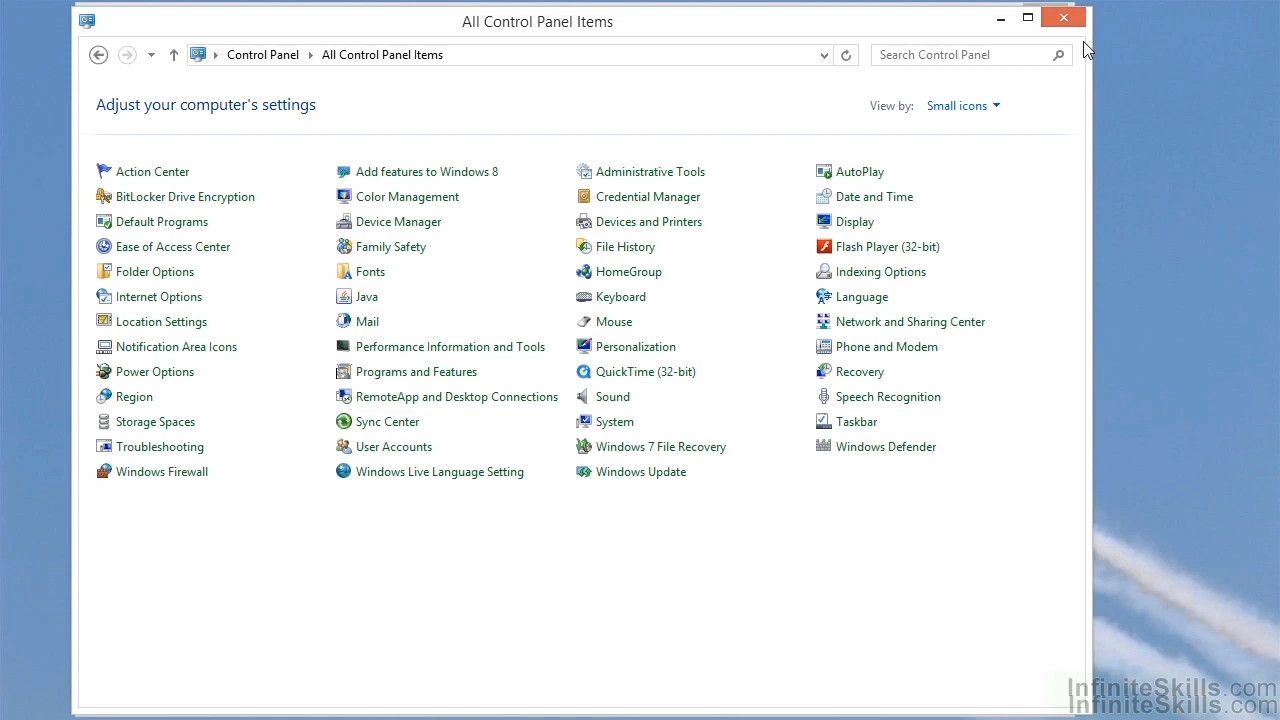 All Control Panel Items
Control Panel All Control Panel Items
Search Control Panel
Adjust your computer's settings
View by: Small icons
Action Center Add features to Windows 8 Administrative Tools AutoPlay
BitLocker Drive Encryption Color Management Credential Manager Date and Time
Default Programs Device Manager Devices and Printers Display
Ease of Access Center Family Safety File History Flash Player (32-bit)
Folder Options Fonts HomeGroup Indexing Options
Internet Options Java Keyboard Language
Location Settings Mail Mouse Network and Sharing Center
Notification Area Icons Performance Information and Tools Personalization Phone and Modem
Power Options Programs and Features QuickTime (32-bit) Recovery
Region RemoteApp and Desktop Connections Sound Speech Recognition
Storage Spaces Sync Center System Taskbar
Troubleshooting User Accounts Windows 7 File Recovery Windows Defender
Windows Firewall Windows Live Language Setting Windows Update
InfiniteSkills.com
InfiniteSkills.com